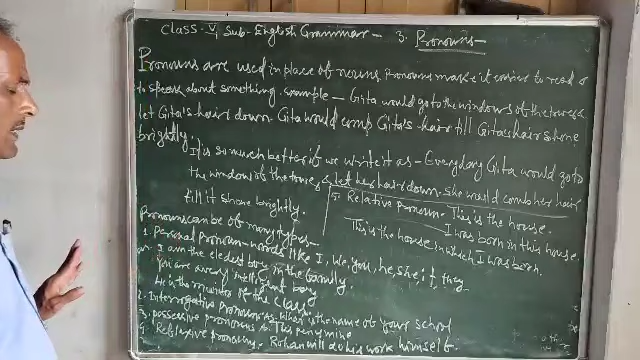 Class-V, Sub-English Grammar- 3. Pronouns-
Pronouns are used in place of nouns. Pronouns make it easier to read or
to speak about something. example- Gita would go to the windows of the tower &
let Gita's hair down. Gita would comb Gita's hair till Gita's hair shone
brightly.
It is so much better if we write it as- Everyday Gita would go to
the window of the tower & let her hair down. She would comb her hair
till it shone brightly.
Pronouns can be of many types-
1. Personal Pronoun- words like I, we, you, he, she, it, they
I am the eldest boy in the family.
You are a very intelligent boy
He is the monitor of the class
2. Interrogative pronouns- What is the name of your school
3. possessive pronouns- This pen is mine
4. Reflexive pronouns- Rohan will do his work himself.
5. Relative pronoun- This is the house.
I was born in this house.
This is the house in which I was born.